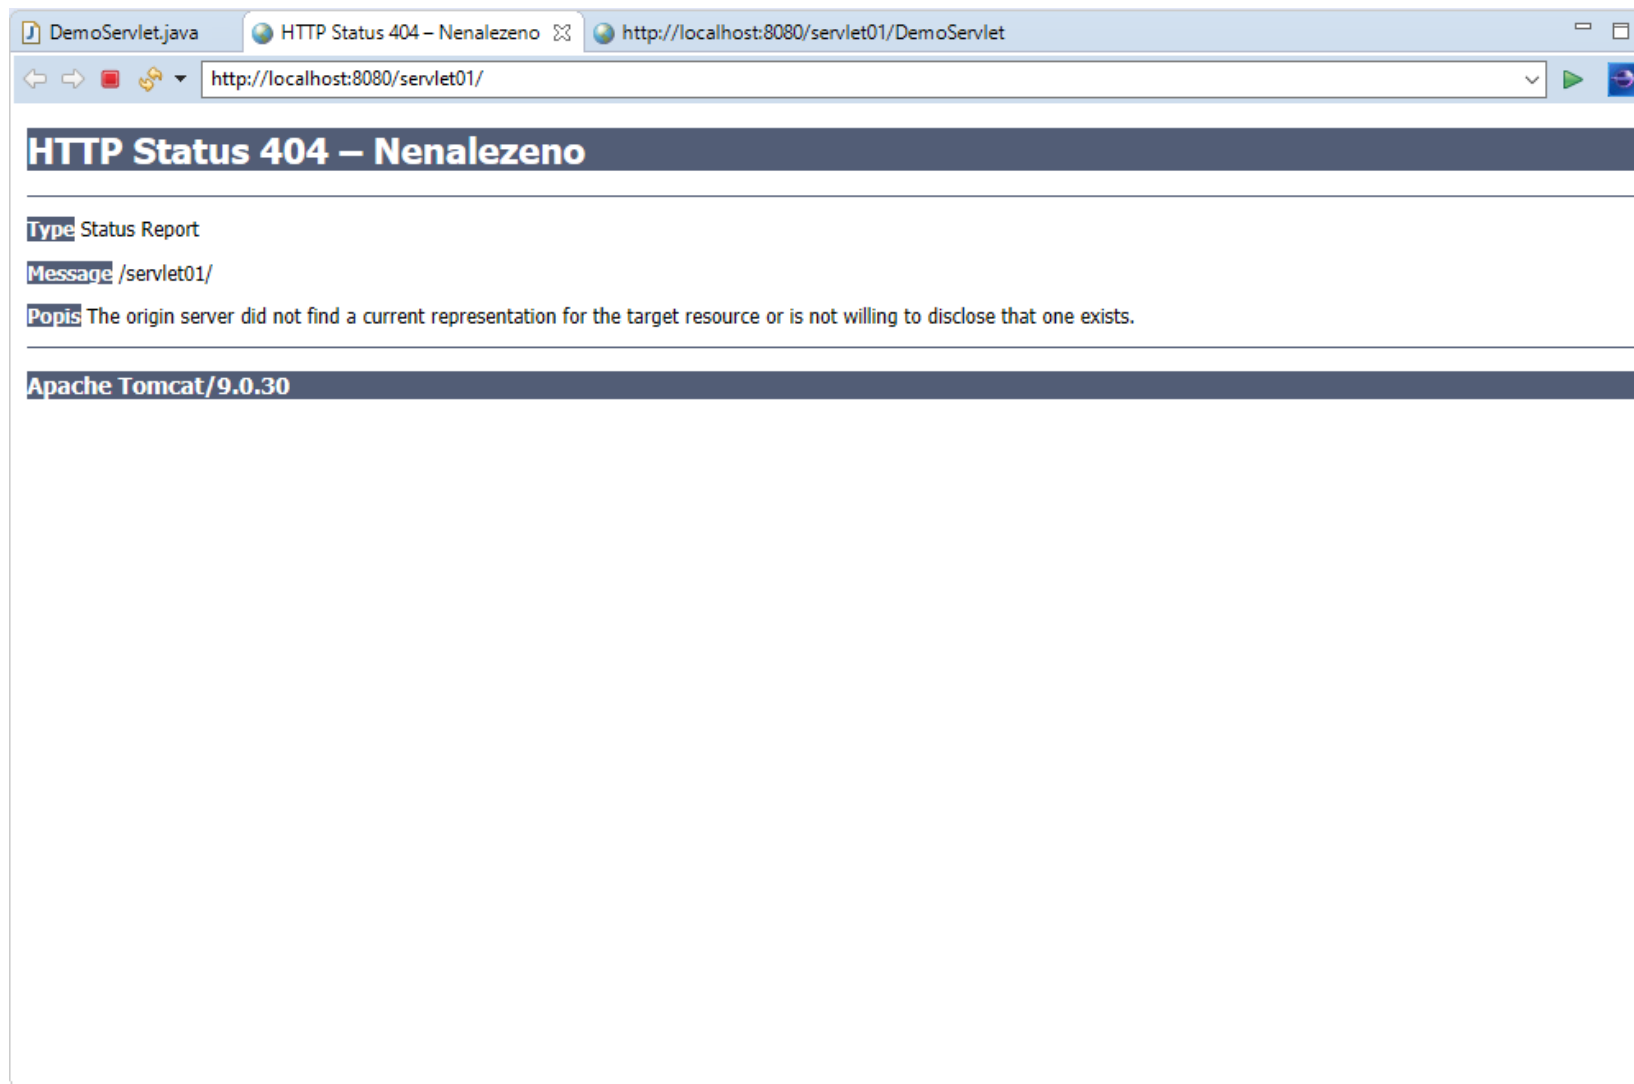 DemoServlet.java HTTP Status 404 – Nenalezeno http://localhost:8080/servlet01/DemoServlet
http://localhost:8080/servlet01/
HTTP Status 404 – Nenalezeno
Type Status Report
Message /servlet01/
Popis The origin server did not find a current representation for the target resource or is not willing to disclose that one exists.
Apache Tomcat/9.0.30